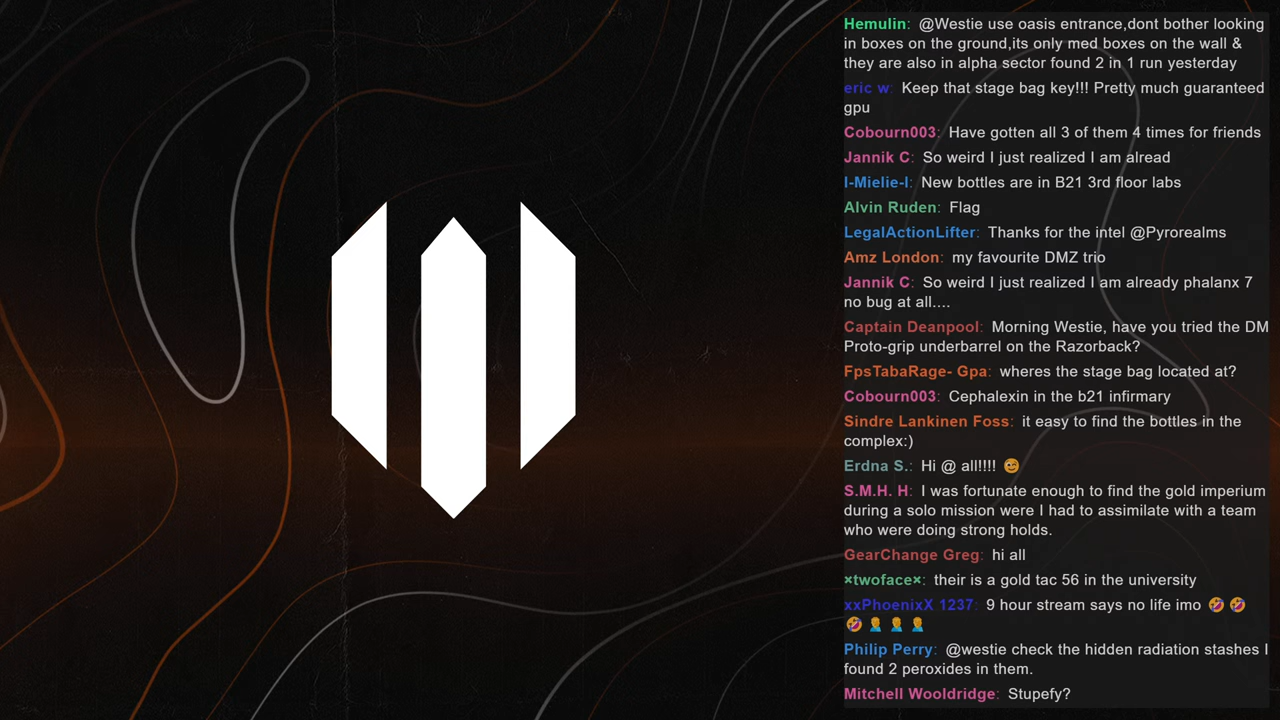 Hemulin: @Westie use oasis entrance,dont bother looking
in boxes on the ground,its only med boxes on the wall &
they are also in alpha sector found 2 in 1 run yesterday
eric w: Keep that stage bag key!!! Pretty much guaranteed
gpu
Cobourn003: Have gotten all 3 of them 4 times for friends
Jannik C: So weird I just realized I am alread
I-Mielie-I: New bottles are in B21 3rd floor labs
Alvin Ruden: Flag
LegalActionLifter: Thanks for the intel @Pyrorealms
Amz London: my favourite DMZ trio
Jannik C: So weird I just realized I am already phalanx 7
no bug at all....
Captain Deanpool: Morning Westie, have you tried the DM
Proto-grip underbarrel on the Razorback?
FpsTabaRage- Gpa: wheres the stage bag located at?
Cobourn003: Cephalexin in the b21 infirmary
Sindre Lankinen Foss: it easy to find the bottles in the
complex:)
Erdna S.: Hi @ all!!!! 😉
S.M.H. H: I was fortunate enough to find the gold imperium
during a solo mission were I had to assimilate with a team
who were doing strong holds.
GearChange Greg: hi all
×twoface×: their is a gold tac 56 in the university
xxPhoenixX 1237: 9 hour stream says no life imo 🤣 🤣
🤣 🤦 🤦 🤦
Philip Perry: @westie check the hidden radiation stashes I
found 2 peroxides in them.
Mitchell Wooldridge: Stupefy?